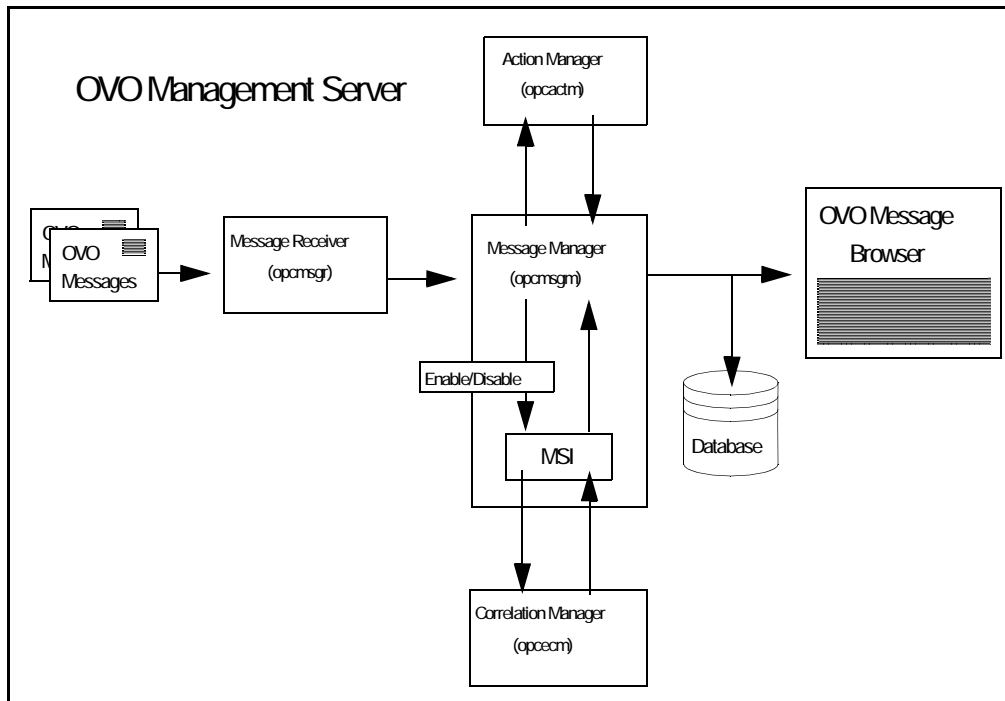 OVO Management Server
Action Manager
(opcactm)
OVO
Messages
Message Receiver
(opcmsgr)
Message Manager
(opcmsgm)
OVO Message
Browser
Enable/Disable
MSI
Database
Correlation Manager
(opcecm)